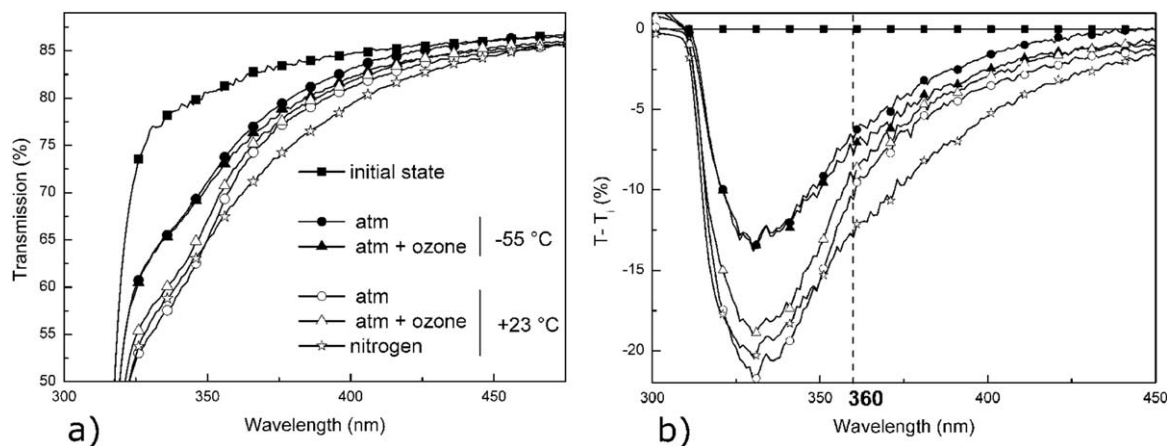 Transmission (%)
85
80
75
70
65
60
55
50
300
350
400
450
Wavelength (nm)
a)
initial state
atm
atm + ozone
-55 °C
atm
atm + ozone
nitrogen
+23 °C
T- Tᵢ (%)
0
-5
-10
-15
-20
300
350
360
400
450
Wavelength (nm)
b)